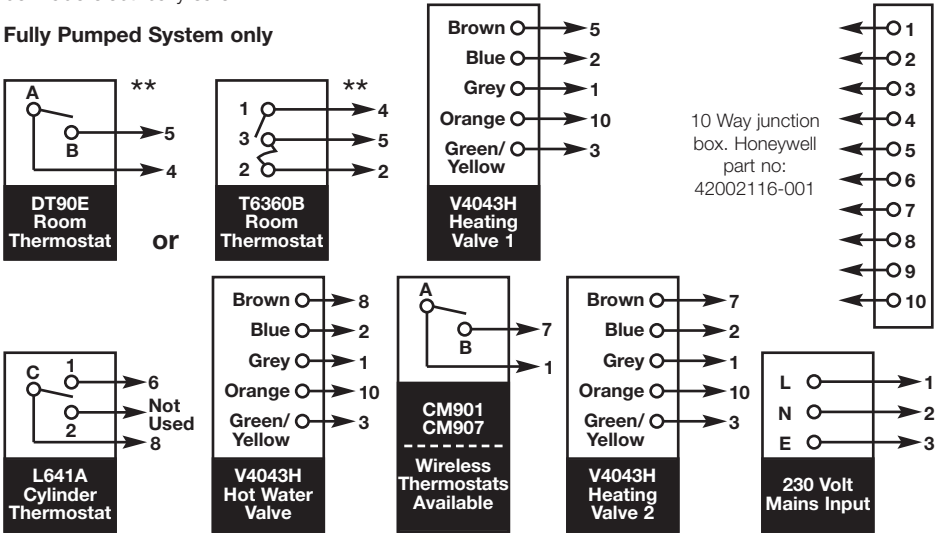 Fully Pumped System only
A
**
B
5
4
DT90E
Room
Thermostat
or
**
1
4
3
5
2
2
T6360B
Room
Thermostat
Brown 5
Blue 2
Grey 1
Orange 10
Green/ 3
Yellow
V4043H
Heating
Valve 1
10 Way junction
box. Honeywell
part no:
42002116-001
1
2
3
4
5
6
7
8
9
10
C
1
6
Not
Used
2
8
L641A
Cylinder
Thermostat
Brown 8
Blue 2
Grey 1
Orange 10
Green/ 3
Yellow
V4043H
Hot Water
Valve
A
B
7
1
CM901
CM907
Wireless
Thermostats
Available
Brown 7
Blue 2
Grey 1
Orange 10
Green/ 3
Yellow
V4043H
Heating
Valve 2
L 1
N 2
E 3
230 Volt
Mains Input